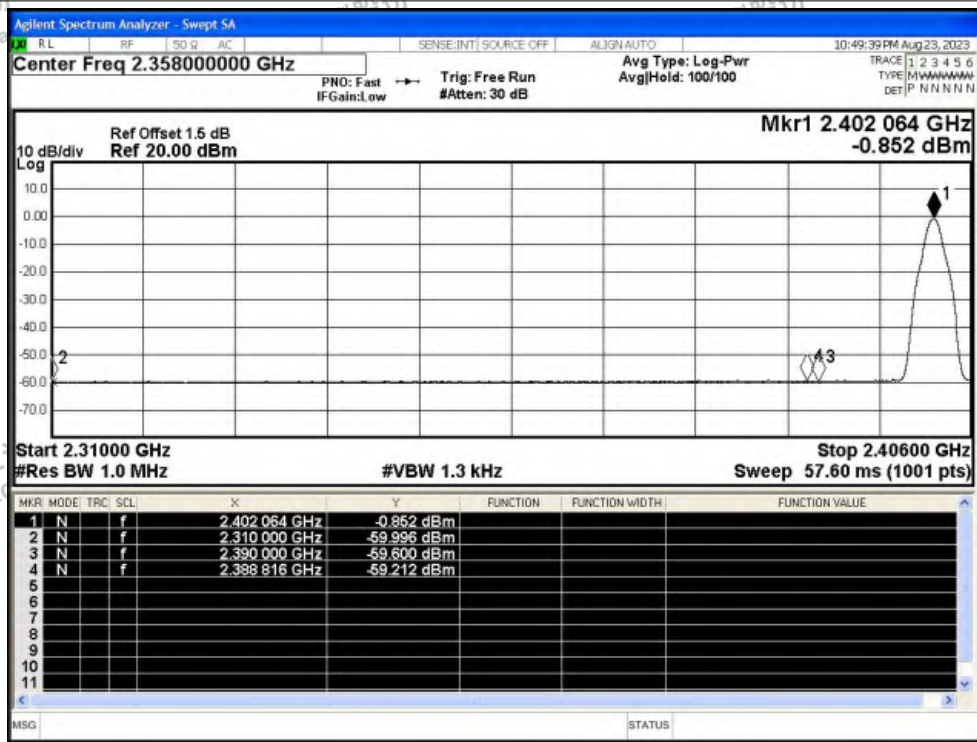 Agilent Spectrum Analyzer - Swept SA
RL RF 50 Ω AC SENSE:INT SOURCE OFF ALIGN AUTO 10:49:39 PM Aug 23, 2023
Center Freq 2.358000000 GHz
PNO: Fast
IFGain:Low
Trig: Free Run
#Atten: 30 dB
Avg Type: Log-Pwr
Avg|Hold: 100/100
TRACE 1 2 3 4 5 6
TYPE MWWWWW
DET P N N N N N
Mkr1 2.402 064 GHz
-0.852 dBm
Ref Offset 1.5 dB
10 dB/div Ref 20.00 dBm
Log
10.0
0.00
-10.0
-20.0
-30.0
-40.0
-50.0
-60.0
-70.0
1
2
4 3
Start 2.31000 GHz Stop 2.40600 GHz
#Res BW 1.0 MHz #VBW 1.3 kHz Sweep 57.60 ms (1001 pts)
MKR MODE TRC SCL X Y FUNCTION FUNCTION WIDTH FUNCTION VALUE
1 N f 2.402 064 GHz -0.852 dBm
2 N f 2.310 000 GHz -59.996 dBm
3 N f 2.390 000 GHz -59.600 dBm
4 N f 2.388 816 GHz -59.212 dBm
5
6
7
8
9
10
11
MSG STATUS